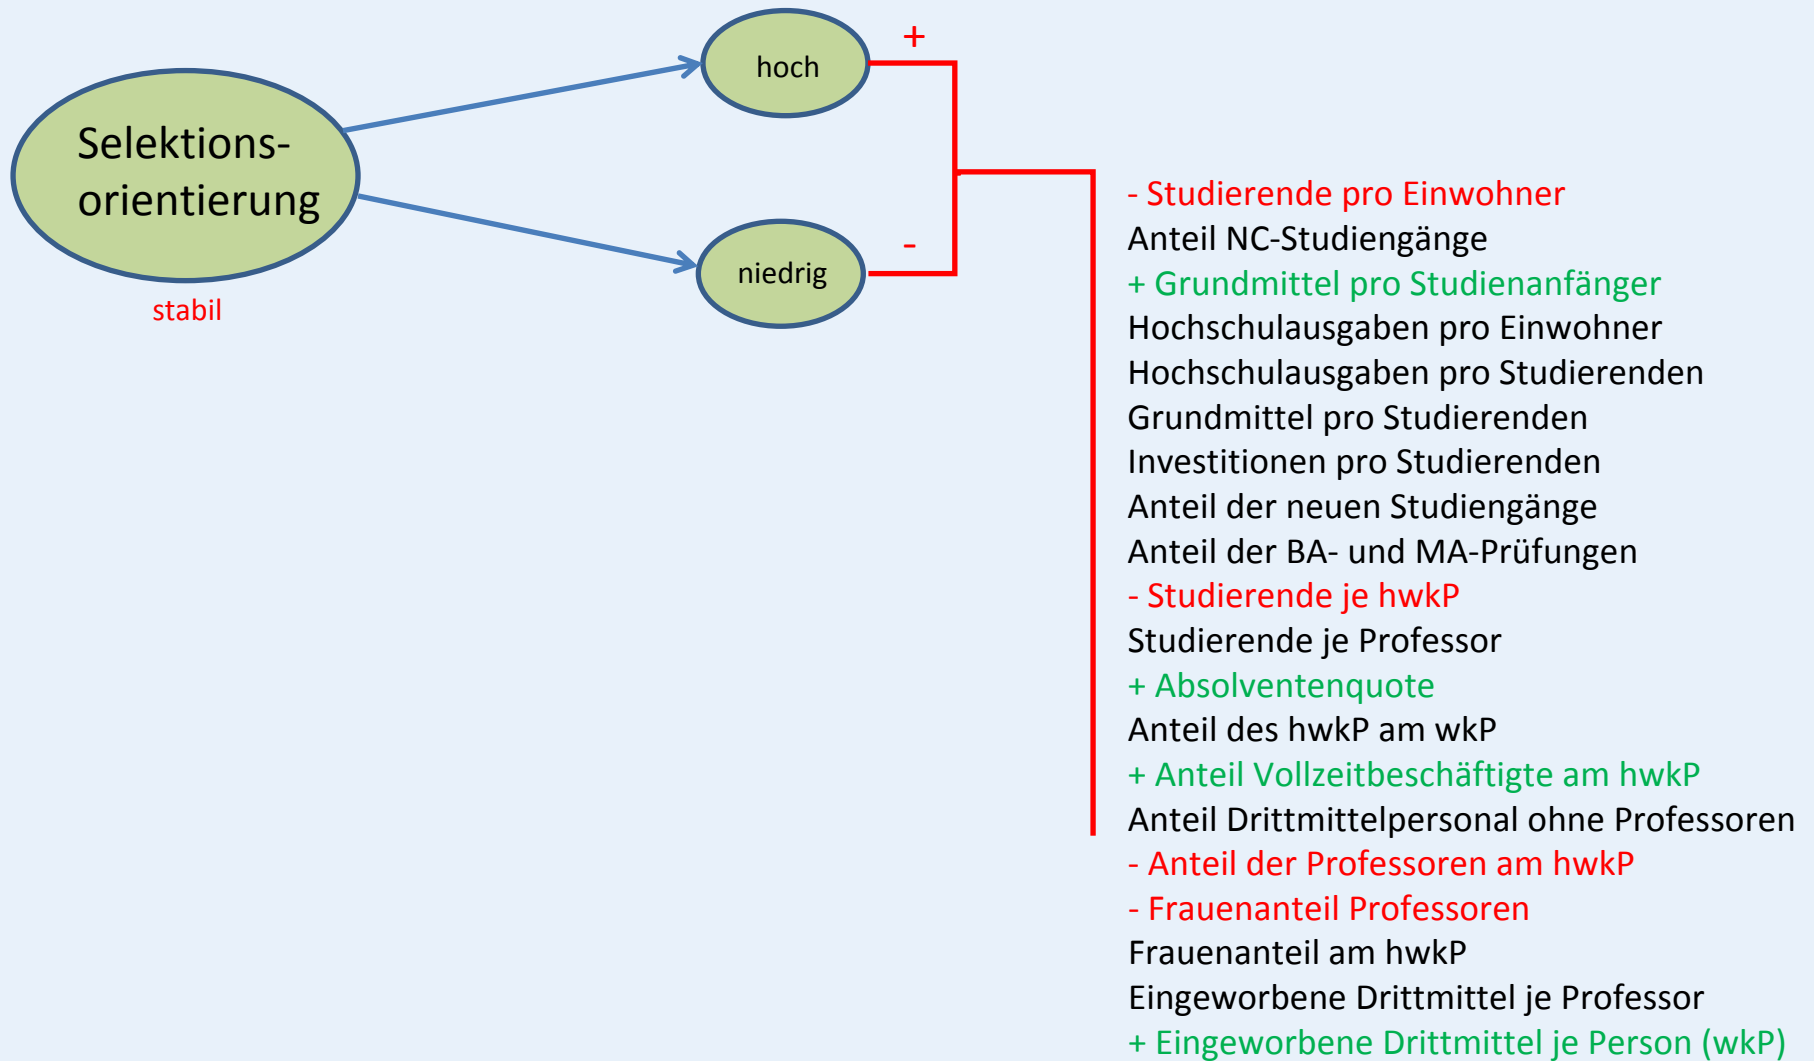 Selektions-
orientierung
stabil
hoch
+
niedrig
-
- Studierende pro Einwohner
Anteil NC-Studiengänge
+ Grundmittel pro Studienanfänger
Hochschulausgaben pro Einwohner
Hochschulausgaben pro Studierenden
Grundmittel pro Studierenden
Investitionen pro Studierenden
Anteil der neuen Studiengänge
Anteil der BA- und MA-Prüfungen
- Studierende je hwkP
Studierende je Professor
+ Absolventenquote
Anteil des hwkP am wkP
+ Anteil Vollzeitbeschäftigte am hwkP
Anteil Drittmittelpersonal ohne Professoren
- Anteil der Professoren am hwkP
- Frauenanteil Professoren
Frauenanteil am hwkP
Eingeworbene Drittmittel je Professor
+ Eingeworbene Drittmittel je Person (wkP)